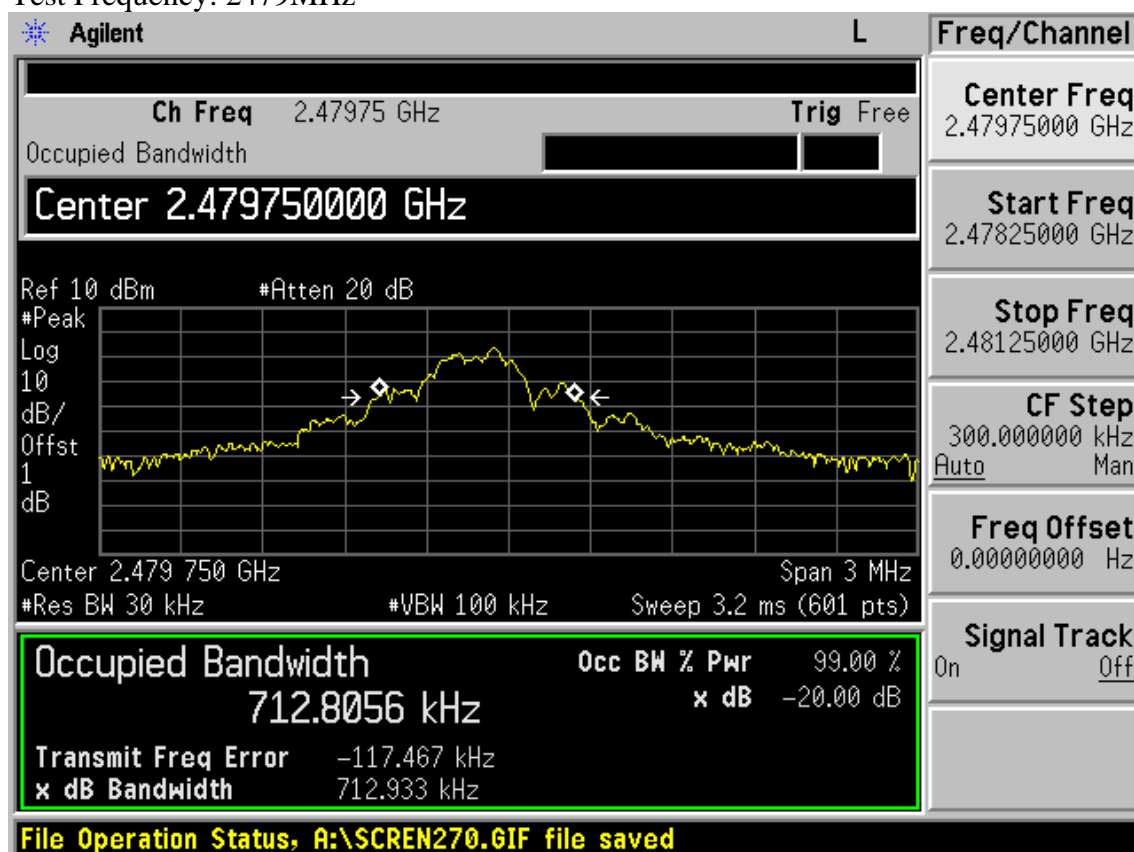 Test Frequency: 2479MHz
Agilent L Freq/Channel
Ch Freq 2.47975 GHz Trig Free
Occupied Bandwidth
Center 2.479750000 GHz
Ref 10 dBm #Atten 20 dB
#Peak
Log
10
dB/
Offst
1
dB
Center 2.479 750 GHz Span 3 MHz
#Res BW 30 kHz #VBW 100 kHz Sweep 3.2 ms (601 pts)
Occupied Bandwidth Occ BW % Pwr 99.00 %
712.8056 kHz x dB -20.00 dB
Transmit Freq Error -117.467 kHz
x dB Bandwidth 712.933 kHz
File Operation Status, A:\SCREN270.GIF file saved
Center Freq
2.47975000 GHz
Start Freq
2.47825000 GHz
Stop Freq
2.48125000 GHz
CF Step
300.000000 kHz
Auto Man
Freq Offset
0.00000000 Hz
Signal Track
On Off